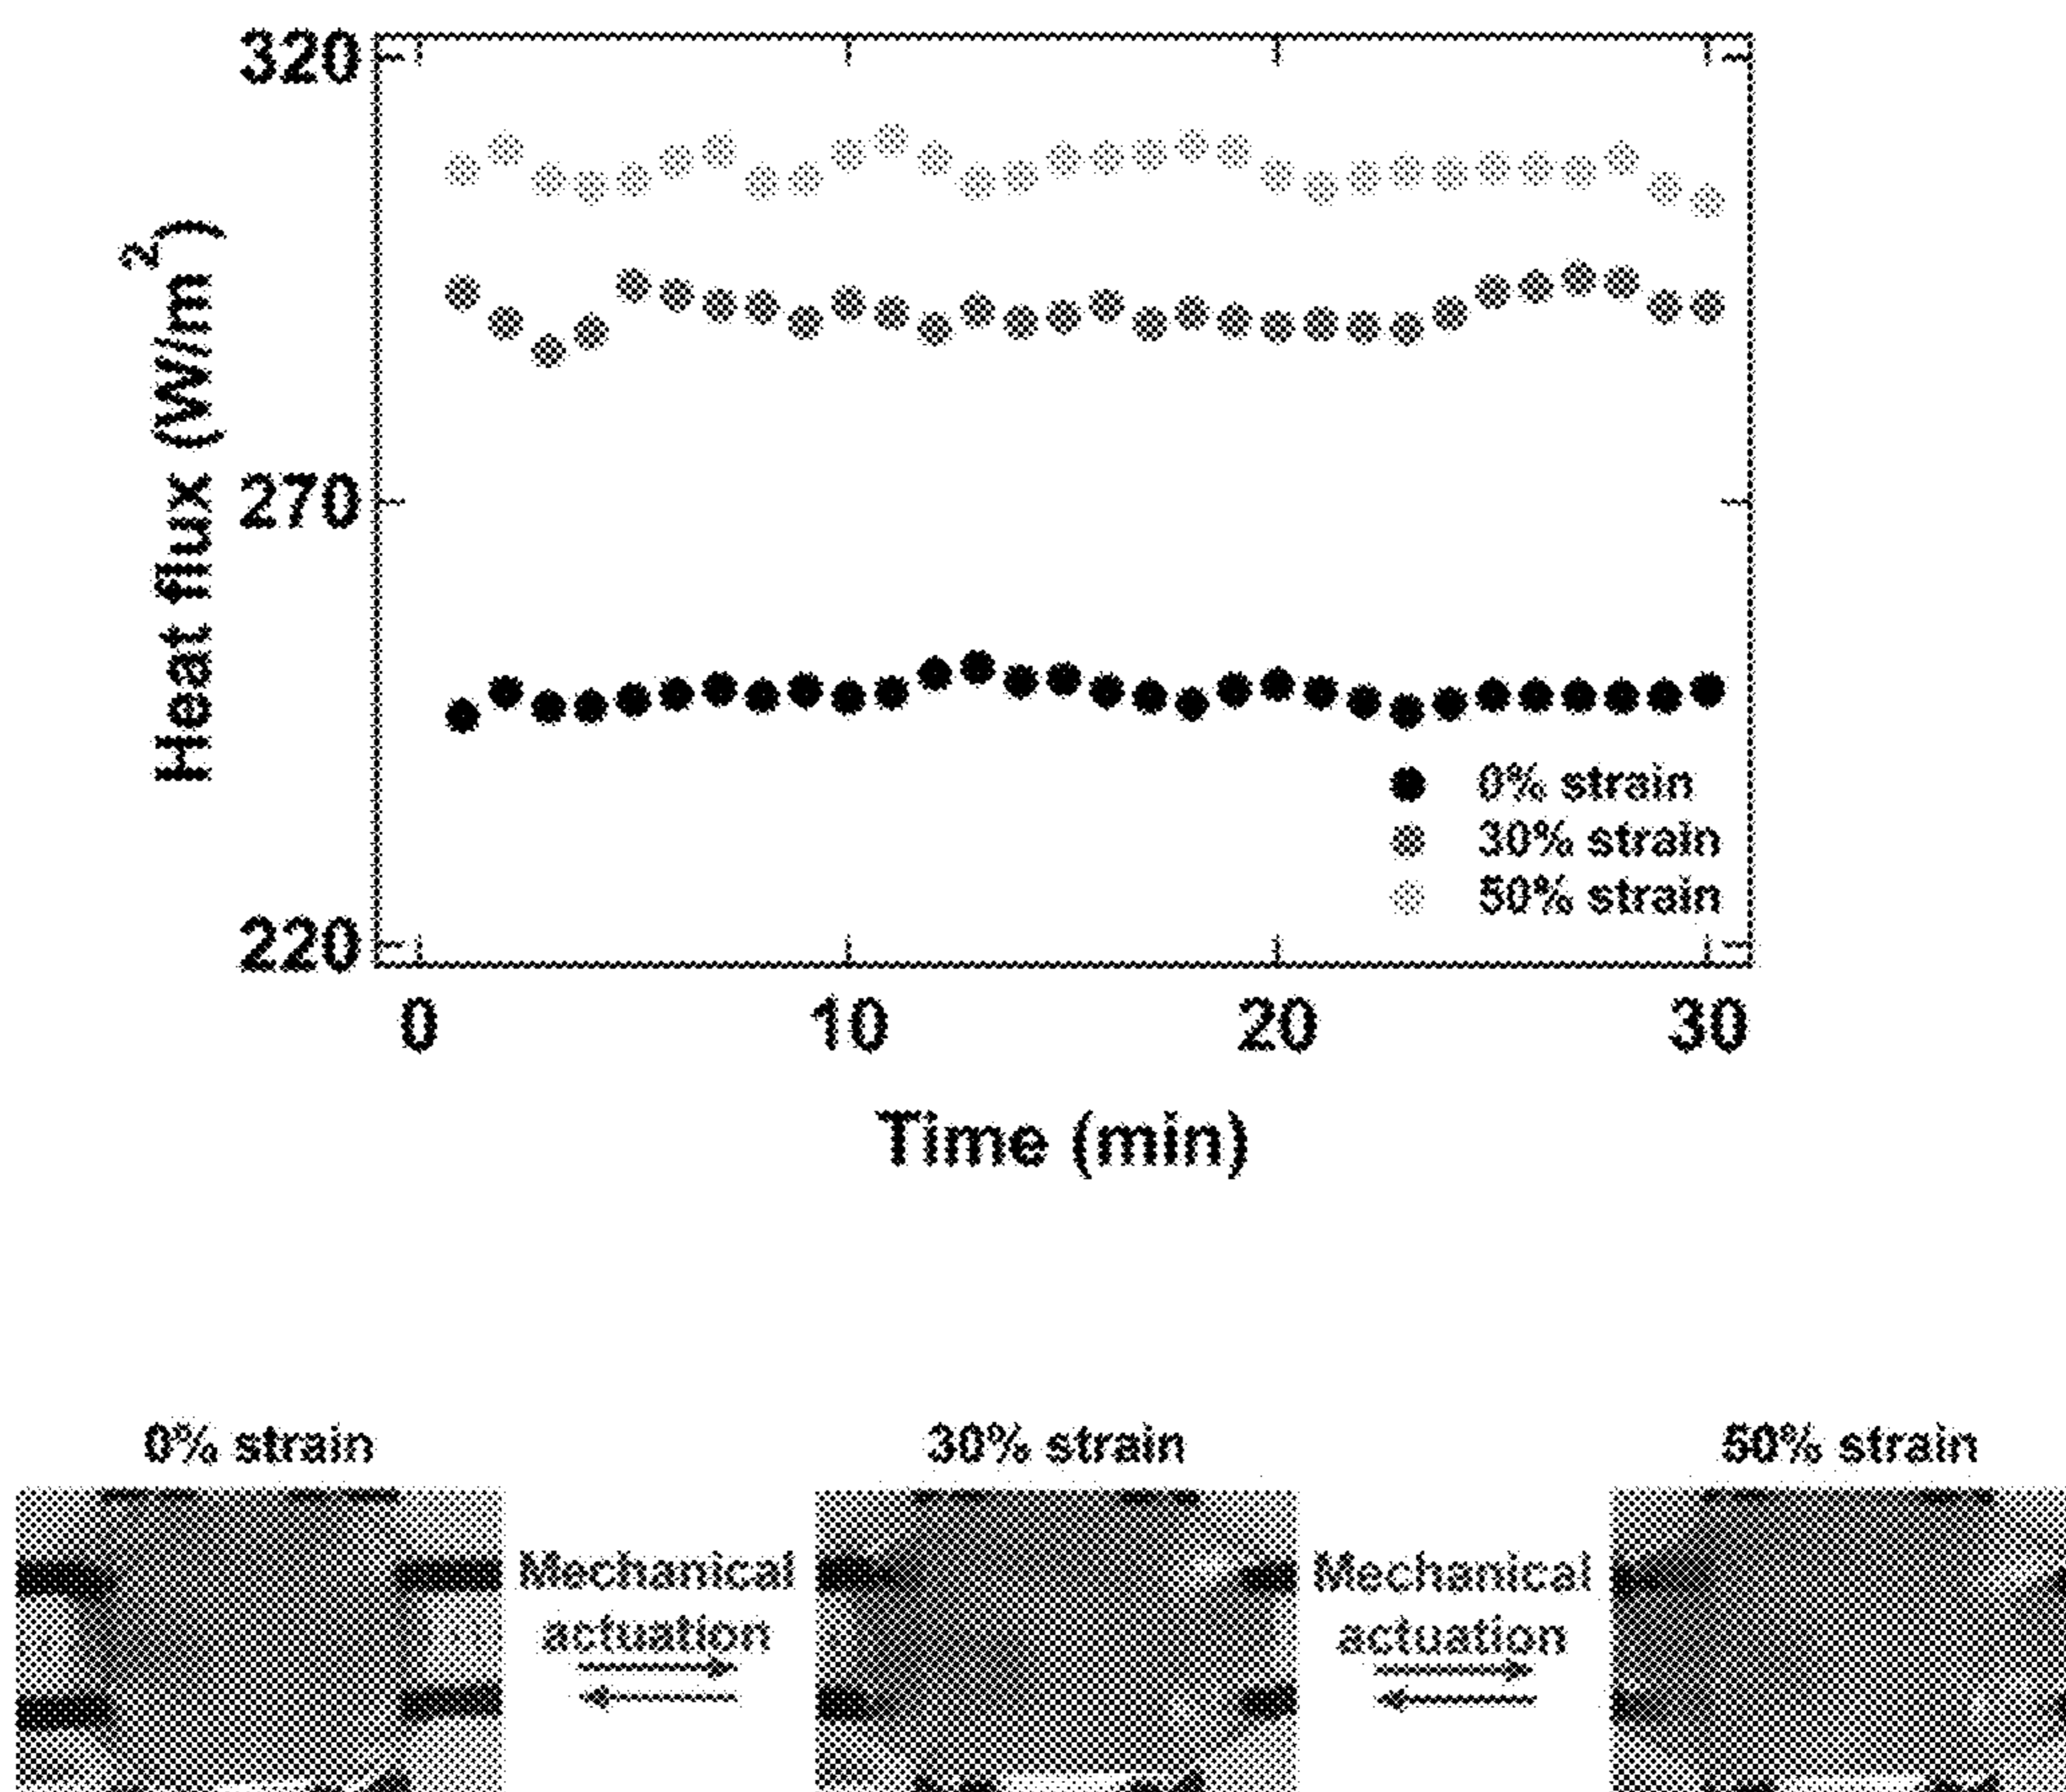 320
270
220
Heat flux (W/m²)
0% strain
30% strain
50% strain
0 10 20 30
Time (min)
0% strain
30% strain
50% strain
Mechanical
actuation
Mechanical
actuation